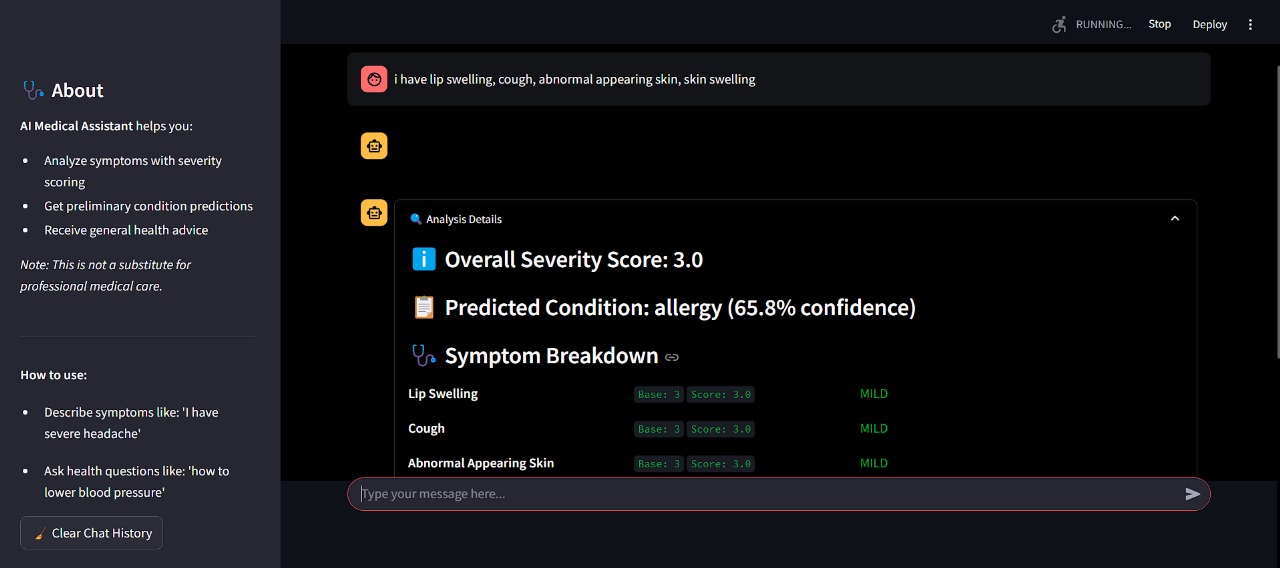 RUNNING...
Stop
Deploy
About
AI Medical Assistant helps you:
Analyze symptoms with severity
scoring
Get preliminary condition predictions
Receive general health advice
Note: This is not a substitute for
professional medical care.
How to use:
Describe symptoms like: 'I have
severe headache'
Ask health questions like: 'how to
lower blood pressure'
Clear Chat History
i have lip swelling, cough, abnormal appearing skin, skin swelling
Analysis Details
Overall Severity Score: 3.0
Predicted Condition: allergy (65.8% confidence)
Symptom Breakdown
Lip Swelling Base: 3 Score: 3.0 MILD
Cough Base: 3 Score: 3.0 MILD
Abnormal Appearing Skin Base: 3 Score: 3.0 MILD
Type your message here...